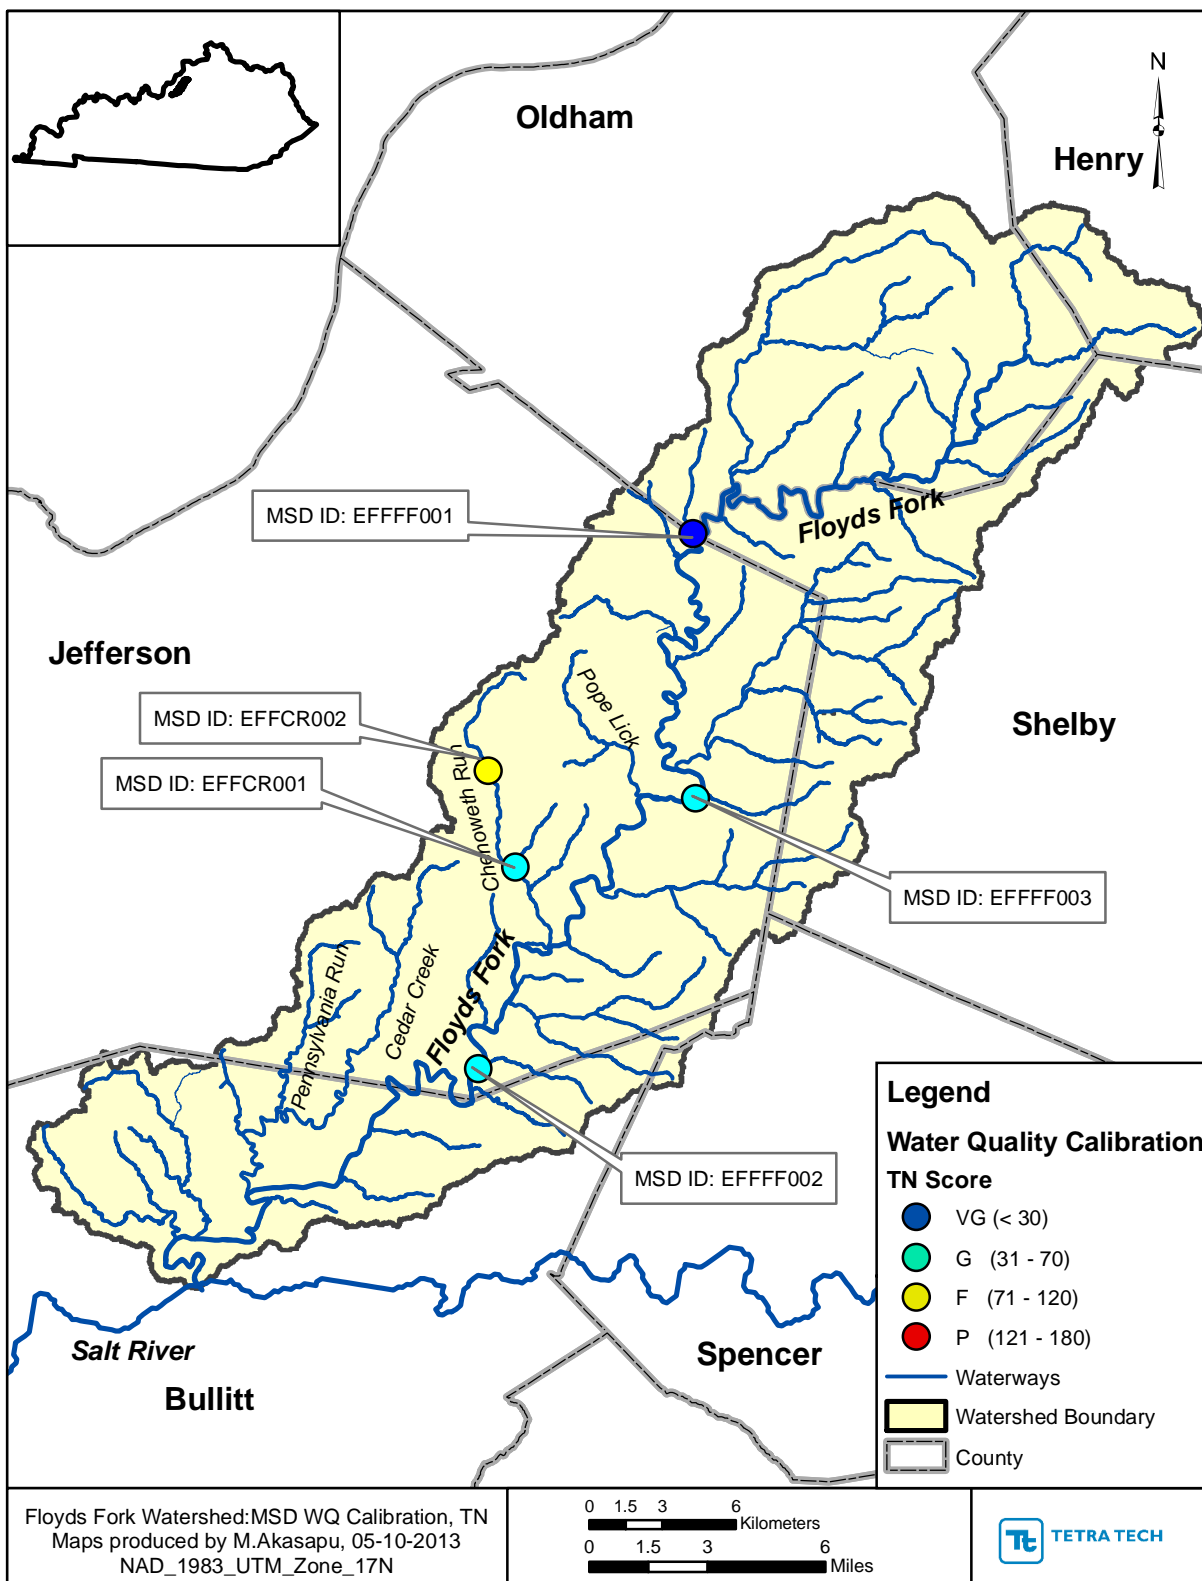 N
Oldham
Henry
MSD ID: EFFFF001
Floyds Fork
Jefferson
Pope Lick
MSD ID: EFFCR002
Shelby
MSD ID: EFFCR001
Chenoweth Run
MSD ID: EFFFF003
Pennsylvania Run
Cedar Creek
Floyds Fork
MSD ID: EFFFF002
Salt River
Spencer
Bullitt
Legend
Water Quality Calibration
TN Score
VG (< 30)
G (31 - 70)
F (71 - 120)
P (121 - 180)
Waterways
Watershed Boundary
County
Floyds Fork Watershed:MSD WQ Calibration, TN
Maps produced by M.Akasapu, 05-10-2013
NAD_1983_UTM_Zone_17N
0 1.5 3 6
Kilometers
0 1.5 3 6
Miles
Tt TETRA TECH